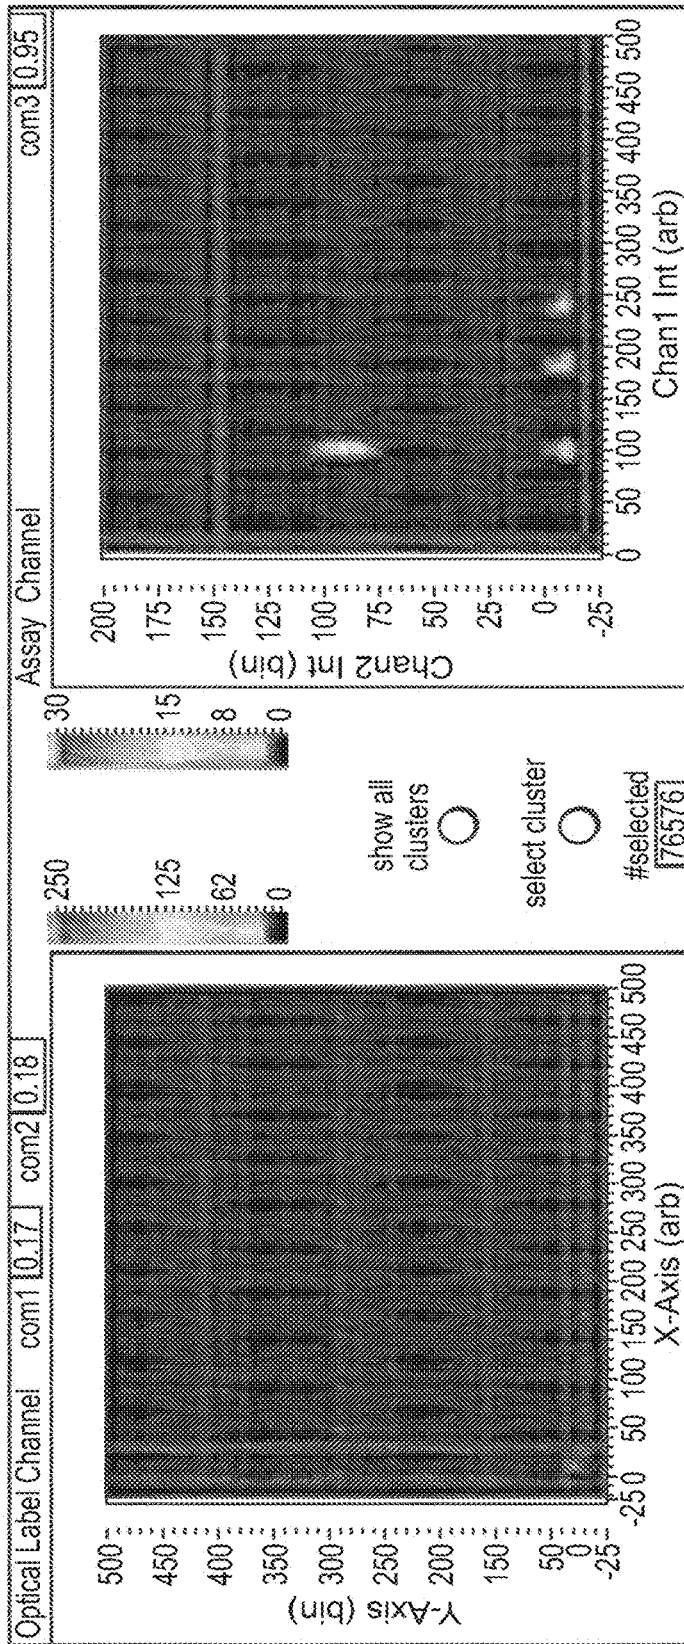 Optical Label Channel com1 0.17 com2 0.18
500
450
400
350
300
250
200
150
100
50
0
-25
Y-Axis (bin)
-25 0 50 100 150 200 250 300 350 400 450 500
X-Axis (arb)
250
125
62
0
30
15
8
0
show all
clusters
select cluster
#selected
76576
Assay Channel com3 0.95
200
175
150
125
100
75
50
25
0
-25
Chan2 Int (bin)
0 50 100 150 200 250 300 350 400 450 500
Chan1 Int (arb)